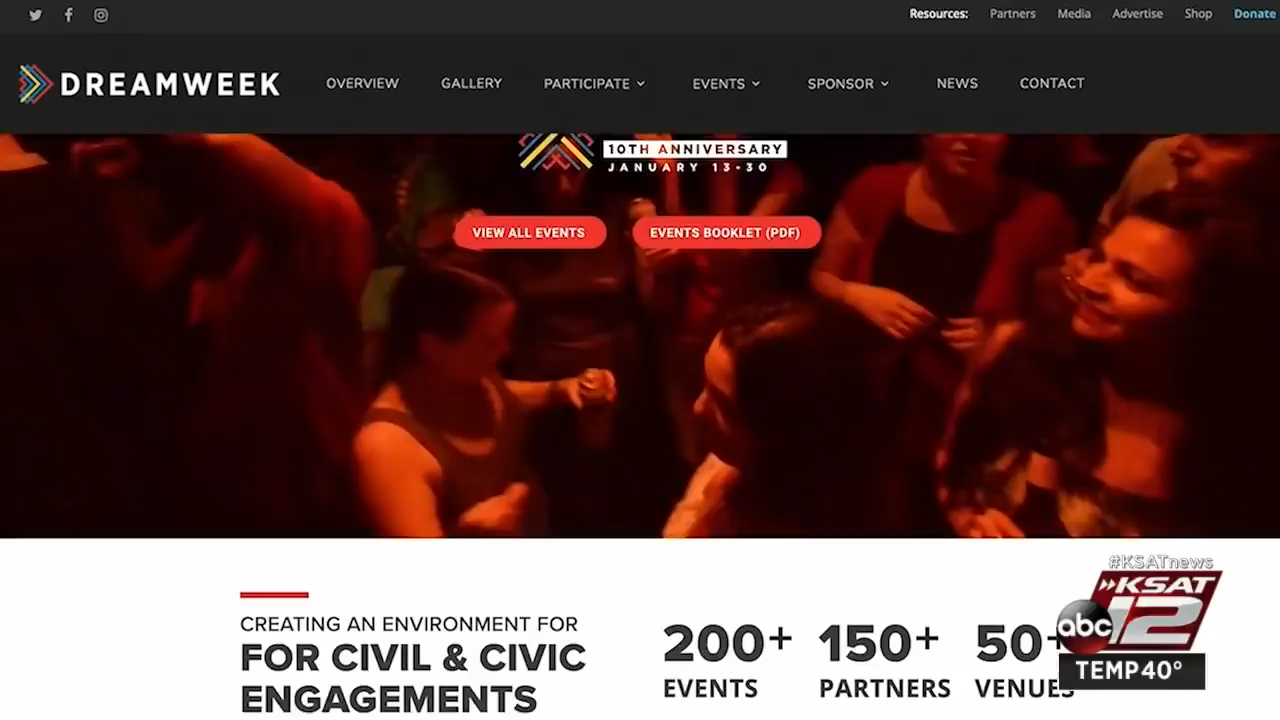 Resources: Partners Media Advertise Shop Donate
DREAMWEEK OVERVIEW GALLERY PARTICIPATE EVENTS SPONSOR NEWS CONTACT
10TH ANNIVERSARY
JANUARY 13-30
VIEW ALL EVENTS EVENTS BOOKLET (PDF)
#KSATnews
KSAT
abc 12
TEMP 40°
CREATING AN ENVIRONMENT FOR
FOR CIVIL & CIVIC
ENGAGEMENTS
200+ 150+ 50+
EVENTS PARTNERS VENUES